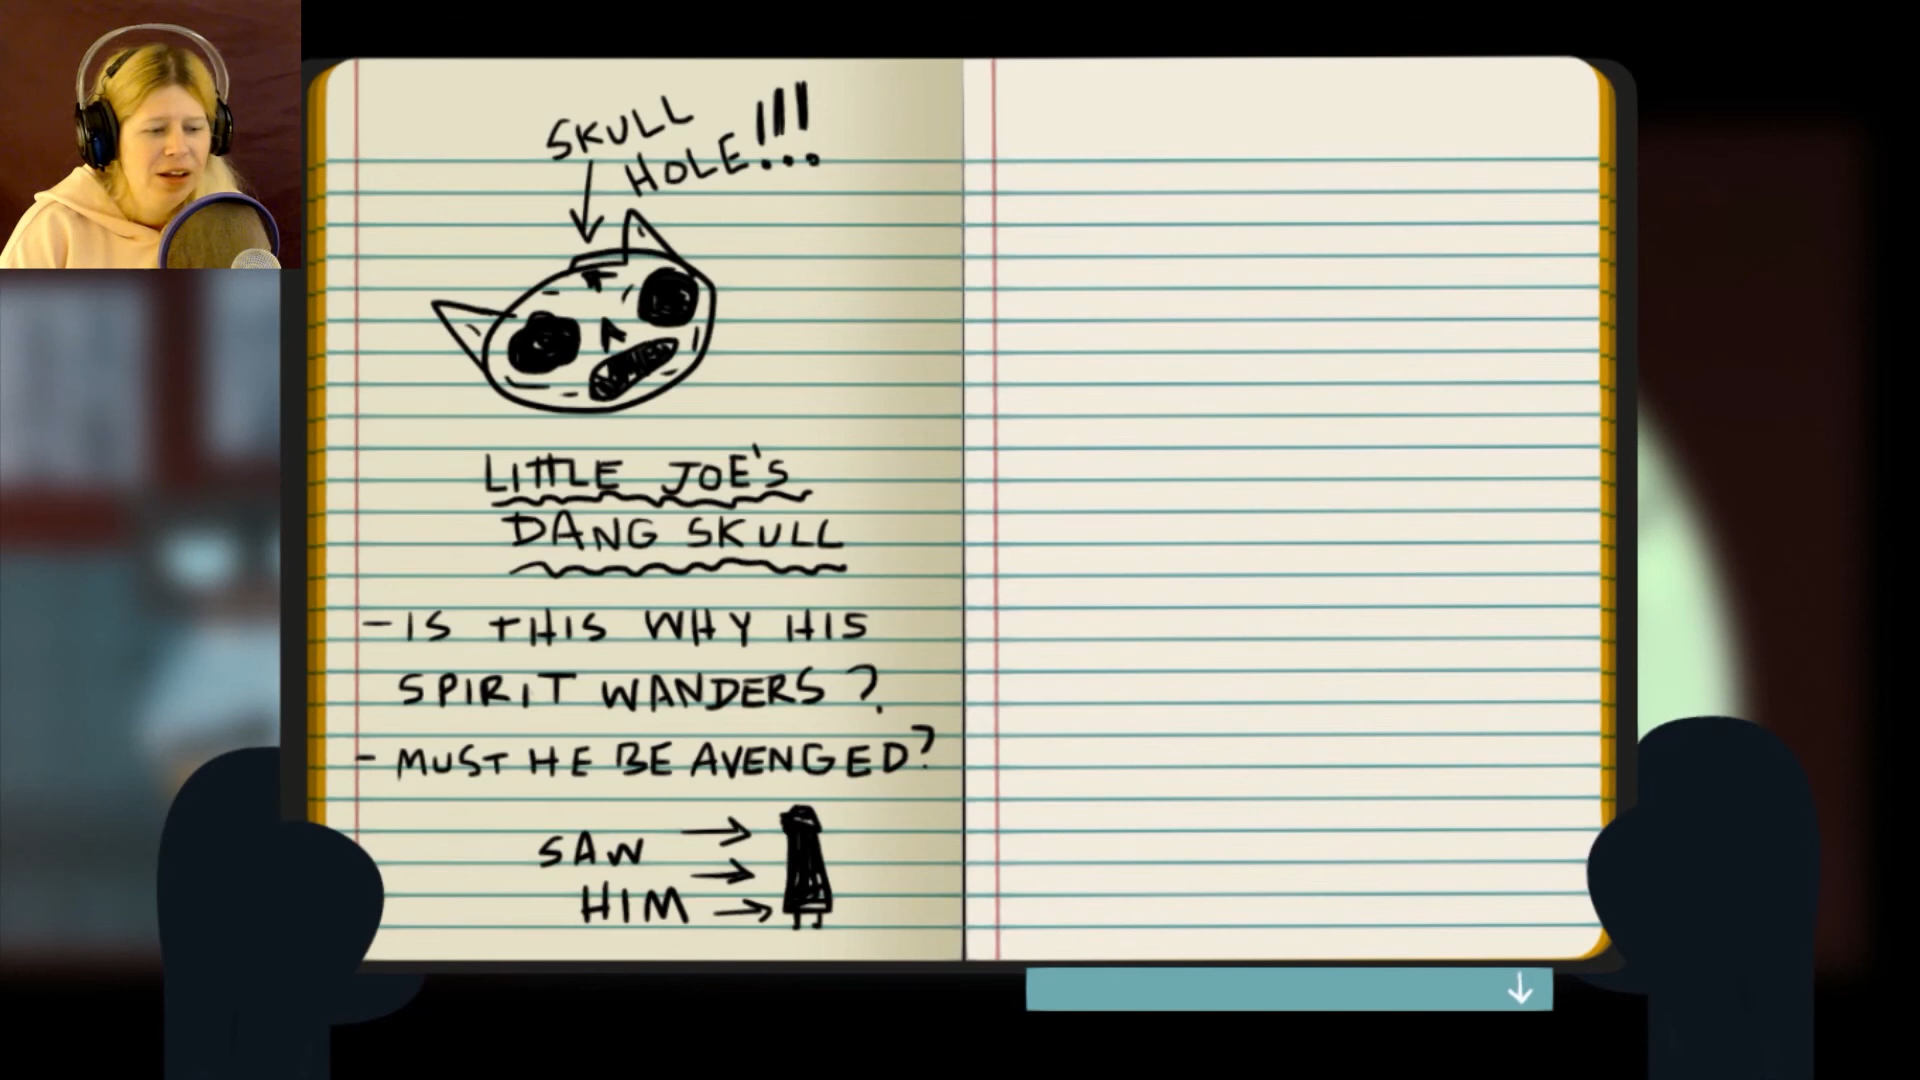 SKULL
HOLE!!!
LITTLE JOE'S
DANG SKULL
- IS THIS WHY HIS
SPIRIT WANDERS?
- MUST HE BE AVENGED?
SAW
HIM